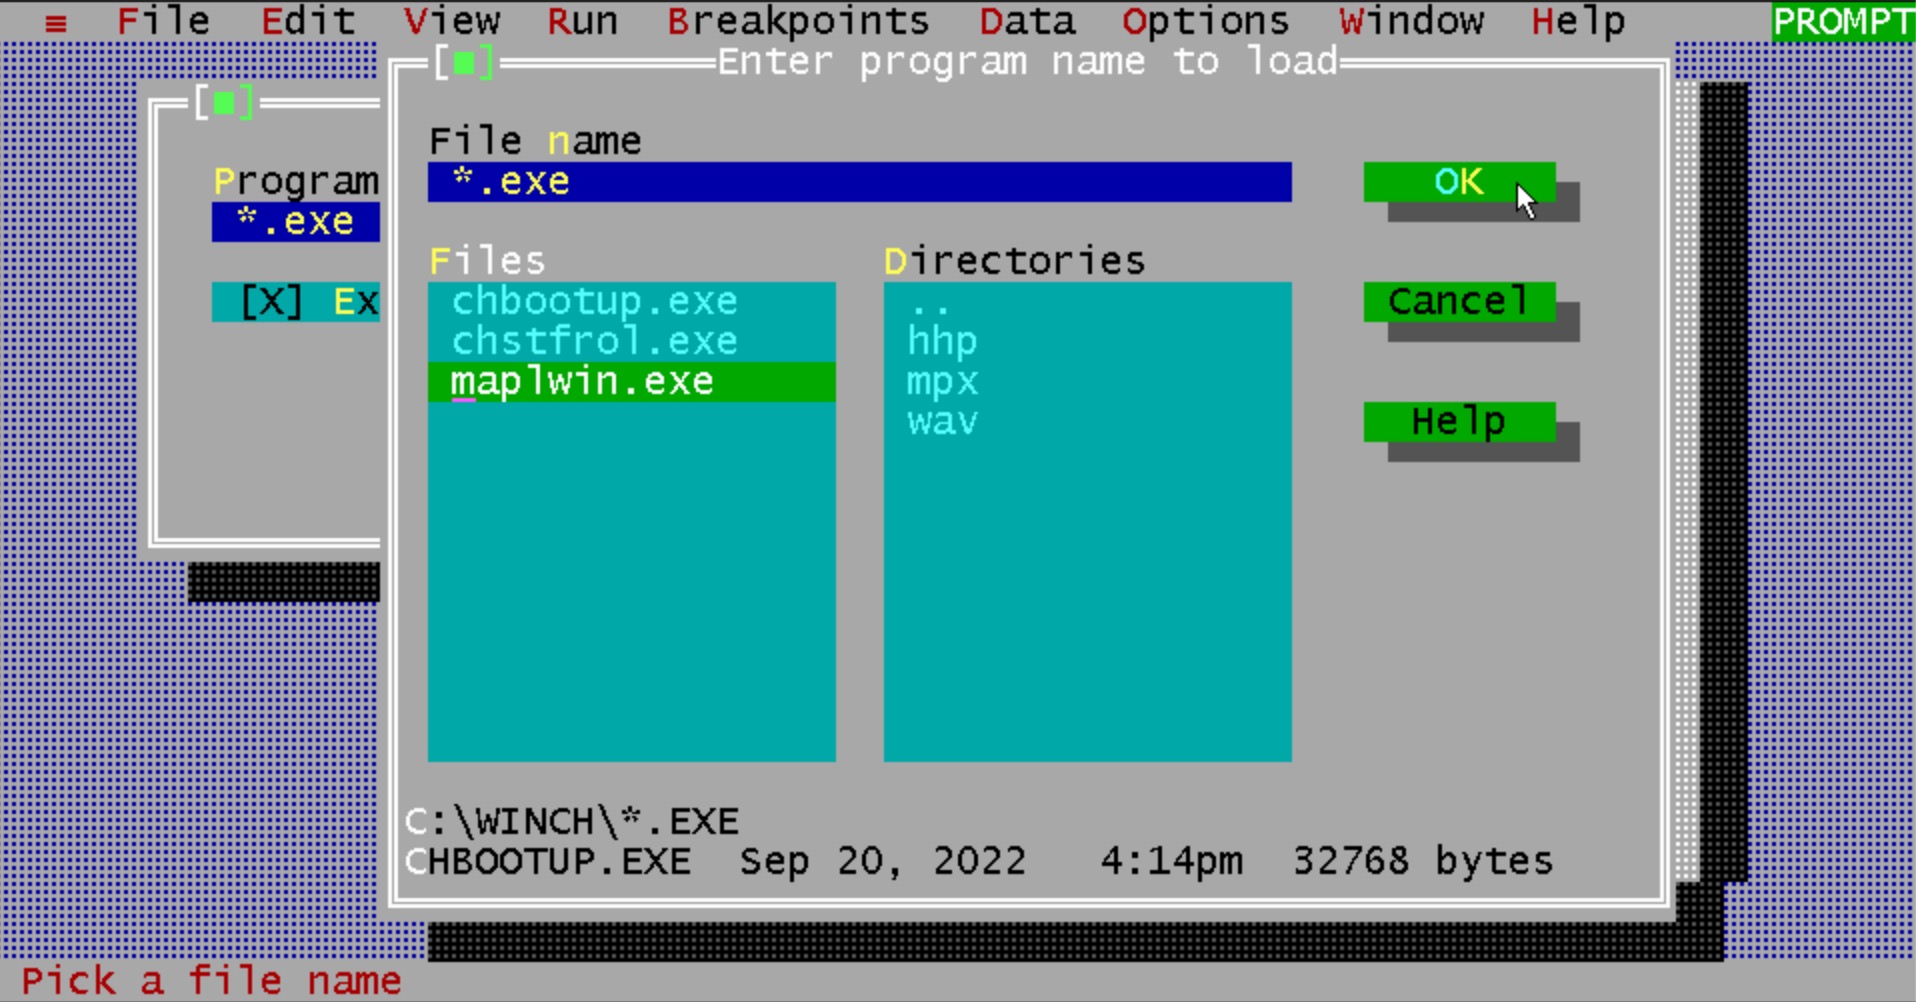 ≡ File Edit View Run Breakpoints Data Options Window Help PROMPT
[■] Enter program name to load
[■]
File name
Program
*.exe
*.exe
OK
Files
Directories
[X] Ex
chbootup.exe
..
Cancel
chstfrol.exe
hhp
maplwin.exe
mpx
wav
Help
C:\WINCH\*.EXE
CHBOOTUP.EXE Sep 20, 2022 4:14pm 32768 bytes
Pick a file name